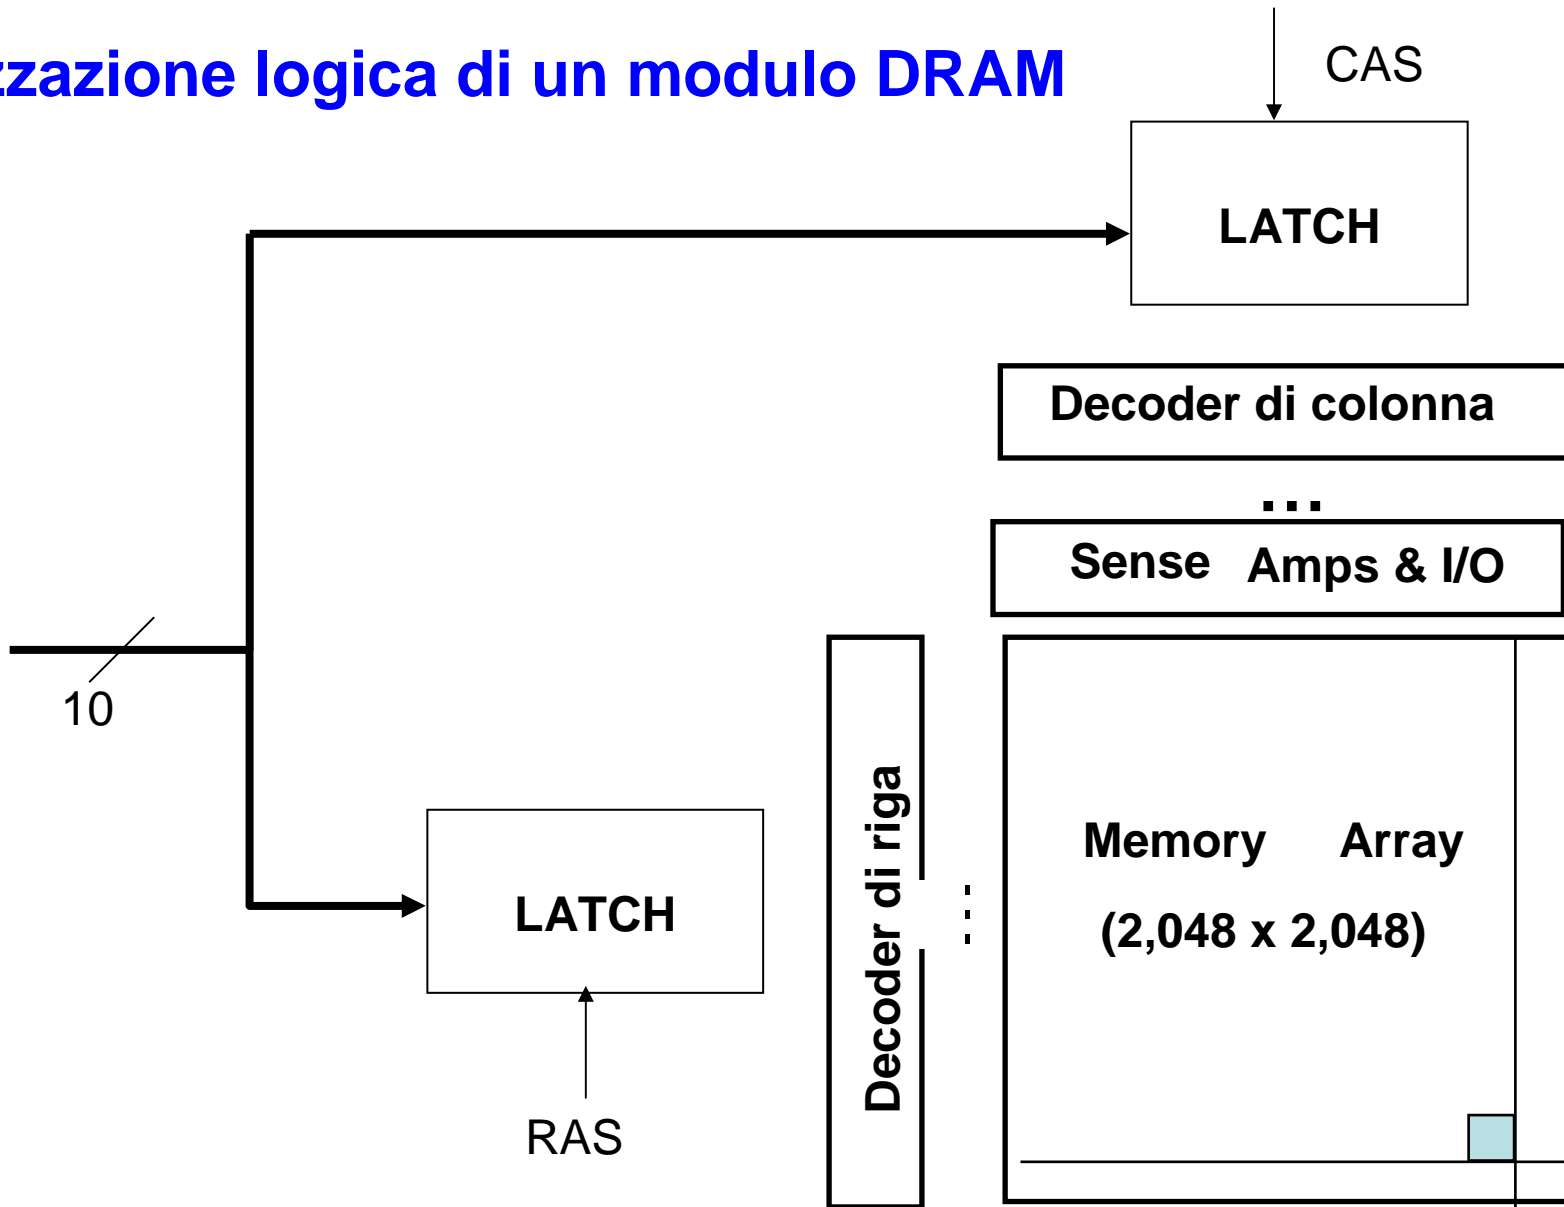 zzazione logica di un modulo DRAM
CAS
LATCH
Decoder di colonna
...
Sense Amps & I/O
10
Decoder di riga
...
Memory Array
(2,048 x 2,048)
LATCH
RAS